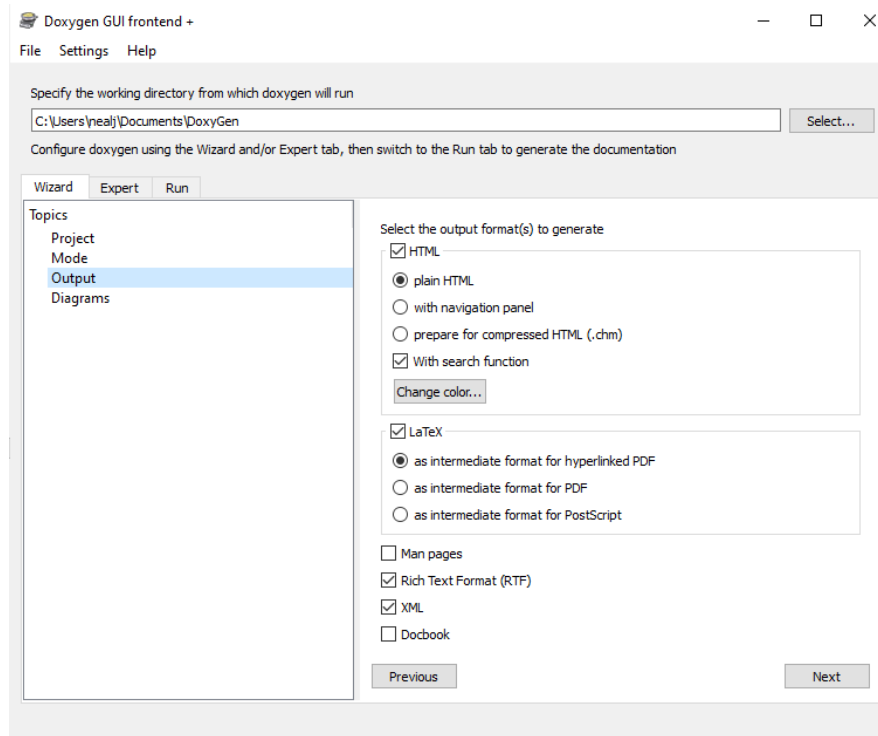 Doxygen GUI frontend +
File Settings Help
Specify the working directory from which doxygen will run
C:\Users\nealj\Documents\DoxyGen
Select...
Configure doxygen using the Wizard and/or Expert tab, then switch to the Run tab to generate the documentation
Wizard Expert Run
Topics
Project
Mode
Output
Diagrams
Select the output format(s) to generate
HTML
plain HTML
with navigation panel
prepare for compressed HTML (.chm)
With search function
Change color...
LaTeX
as intermediate format for hyperlinked PDF
as intermediate format for PDF
as intermediate format for PostScript
Man pages
Rich Text Format (RTF)
XML
Docbook
Previous Next